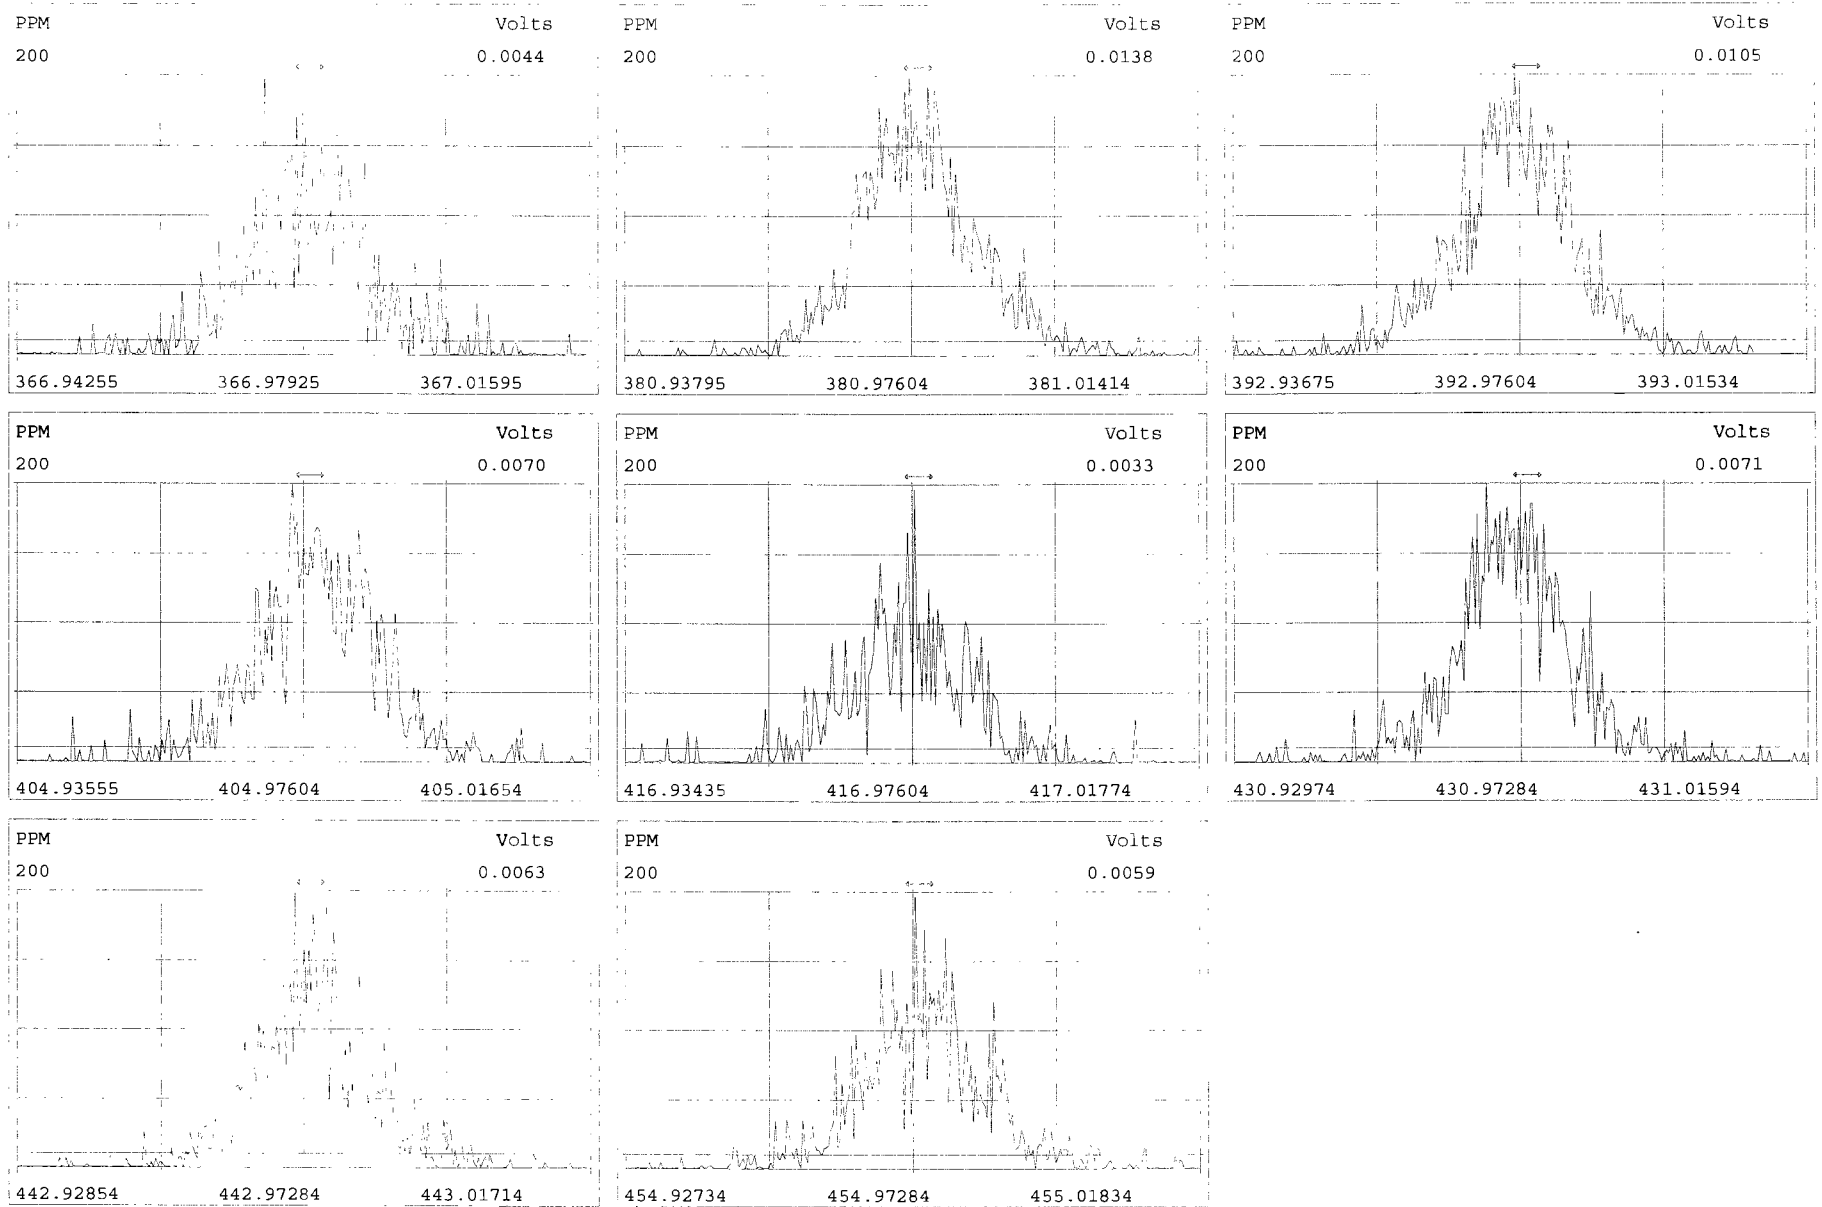 PPM Volts
200 0.0044
366.94255 366.97925 367.01595
PPM Volts
200 0.0138
380.93795 380.97604 381.01414
PPM Volts
200 0.0105
392.93675 392.97604 393.01534
PPM Volts
200 0.0070
404.93555 404.97604 405.01654
PPM Volts
200 0.0033
416.93435 416.97604 417.01774
PPM Volts
200 0.0071
430.92974 430.97284 431.01594
PPM Volts
200 0.0063
442.92854 442.97284 443.01714
PPM Volts
200 0.0059
454.92734 454.97284 455.01834